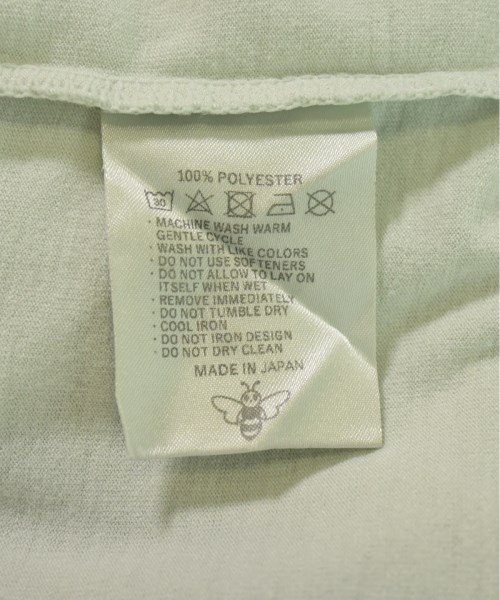 100% POLYESTER
30
· MACHINE WASH WARM
GENTLE CYCLE
· WASH WITH LIKE COLORS
· DO NOT USE SOFTENERS
· DO NOT ALLOW TO LAY ON
ITSELF WHEN WET
· REMOVE IMMEDIATELY
· DO NOT TUMBLE DRY
· COOL IRON
· DO NOT IRON DESIGN
· DO NOT DRY CLEAN
MADE IN JAPAN